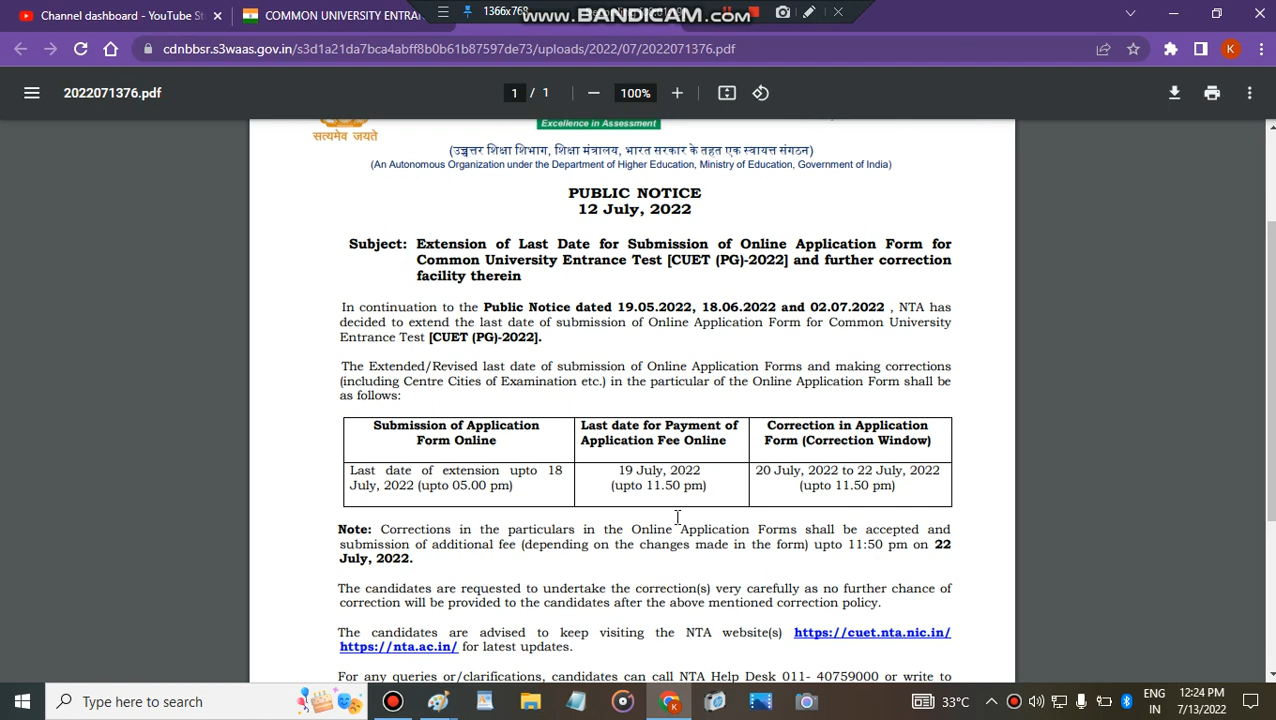 Channel dashboard - YouTube St
COMMON UNIVERSITY ENTRA
1366x768
www.BANDICAM.com
cdnbbsr.s3waas.gov.in/s3d1a21da7bca4abff8b0b61b87597de73/uploads/2022/07/2022071376.pdf
K
2022071376.pdf
1 / 1
100%
सत्यमेव जयते
Excellence in Assessment
(उच्चतर शिक्षा विभाग, शिक्षा मंत्रालय, भारत सरकार के तहत एक स्वायत्त संगठन)
(An Autonomous Organization under the Department of Higher Education, Ministry of Education, Government of India)
PUBLIC NOTICE
12 July, 2022
Subject: Extension of Last Date for Submission of Online Application Form for
Common University Entrance Test [CUET (PG)-2022] and further correction
facility therein
In continuation to the Public Notice dated 19.05.2022, 18.06.2022 and 02.07.2022 , NTA has
decided to extend the last date of submission of Online Application Form for Common University
Entrance Test [CUET (PG)-2022].
The Extended/Revised last date of submission of Online Application Forms and making corrections
(including Centre Cities of Examination etc.) in the particular of the Online Application Form shall be
as follows:
Submission of Application
Form Online
Last date for Payment of
Application Fee Online
Correction in Application
Form (Correction Window)
Last date of extension upto 18
July, 2022 (upto 05.00 pm)
19 July, 2022
(upto 11.50 pm)
20 July, 2022 to 22 July, 2022
(upto 11.50 pm)
Note: Corrections in the particulars in the Online Application Forms shall be accepted and
submission of additional fee (depending on the changes made in the form) upto 11:50 pm on 22
July, 2022.
The candidates are requested to undertake the correction(s) very carefully as no further chance of
correction will be provided to the candidates after the above mentioned correction policy.
The candidates are advised to keep visiting the NTA website(s) https://cuet.nta.nic.in/
https://nta.ac.in/ for latest updates.
For any queries or/clarifications, candidates can call NTA Help Desk 011- 40759000 or write to
Type here to search
K
33°C
ENG
IN
12:24 PM
7/13/2022